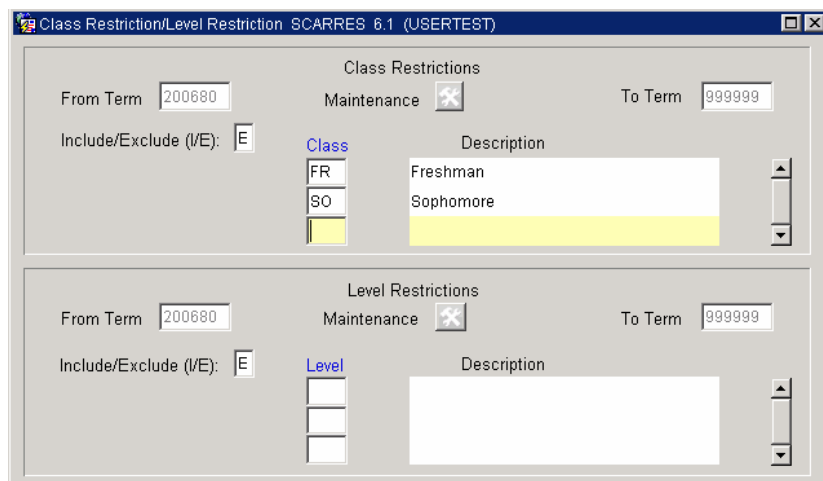 Class Restriction/Level Restriction SCARRES 6.1 (USERTEST)
Class Restrictions
From Term 200680 Maintenance To Term 999999
Include/Exclude (I/E): E Class Description
FR Freshman
SO Sophomore
Level Restrictions
From Term 200680 Maintenance To Term 999999
Include/Exclude (I/E): E Level Description